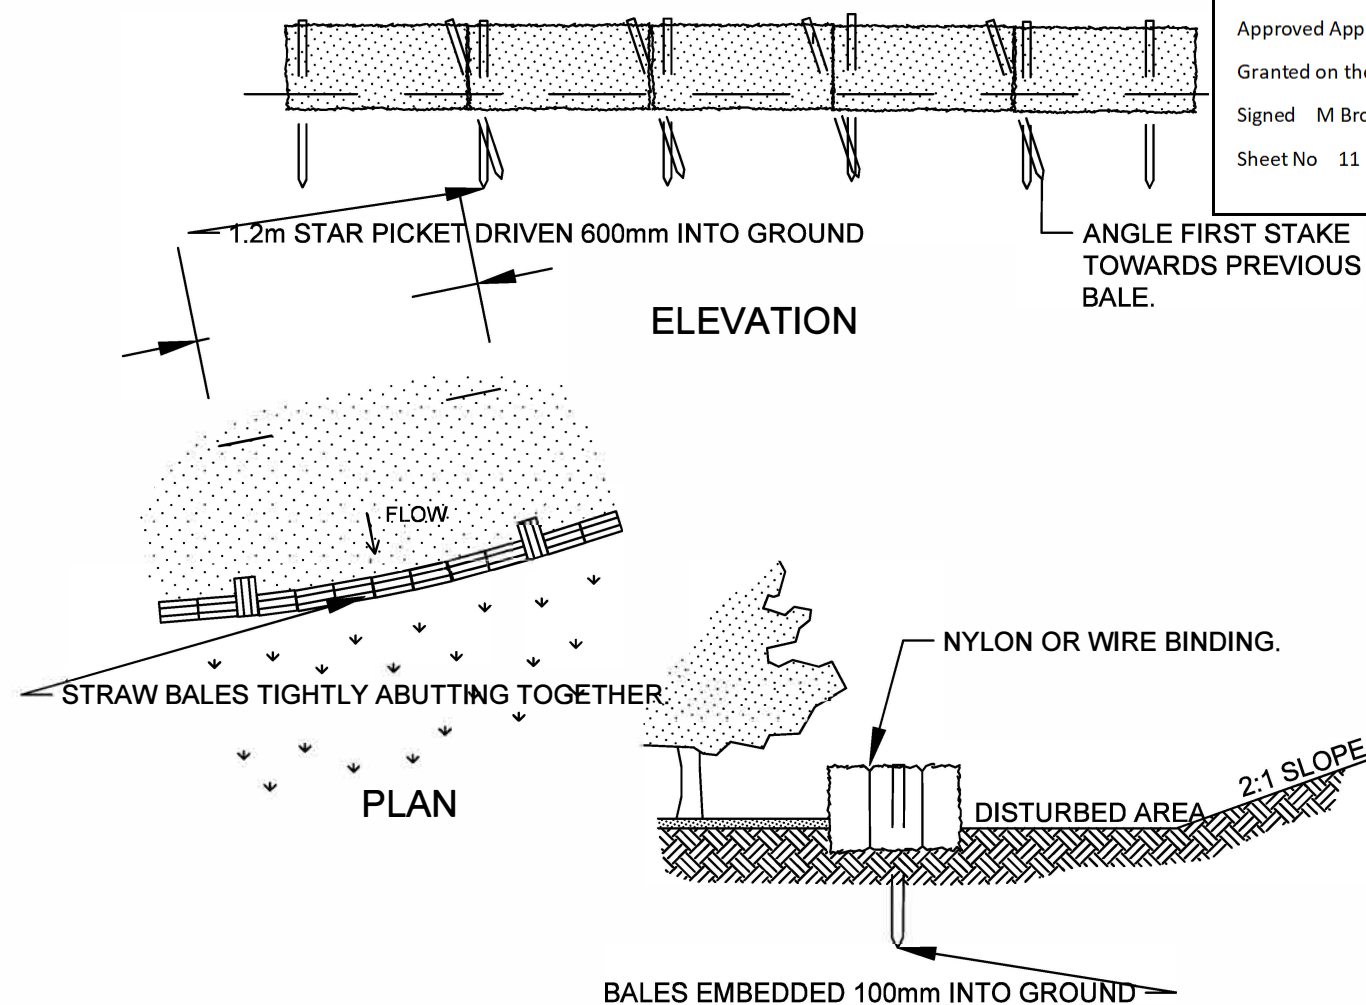 Approved App
Granted on the
Signed M Bro
Sheet No 11
1.2m STAR PICKET DRIVEN 600mm INTO GROUND
ANGLE FIRST STAKE
TOWARDS PREVIOUS
BALE.
ELEVATION
FLOW
NYLON OR WIRE BINDING.
STRAW BALES TIGHTLY ABUTTING TOGETHER.
PLAN
2:1 SLOPE
DISTURBED AREA
BALES EMBEDDED 100mm INTO GROUND